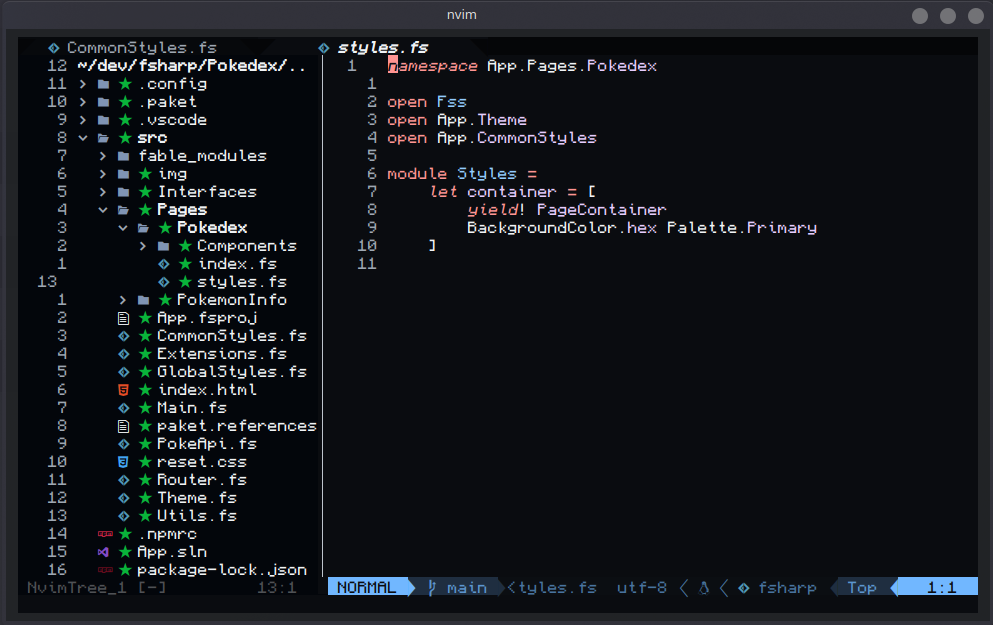 nvim
CommonStyles.fs
styles.fs
12 ~/dev/fsharp/Pokedex/..
11 .config
10 .paket
9 .vscode
8 src
7 fable_modules
6 img
5 Interfaces
4 Pages
3 Pokedex
2 Components
1 index.fs
13 styles.fs
1 PokemonInfo
2 App.fsproj
3 CommonStyles.fs
4 Extensions.fs
5 GlobalStyles.fs
6 index.html
7 Main.fs
8 paket.references
9 PokeApi.fs
10 reset.css
11 Router.fs
12 Theme.fs
13 Utils.fs
14 .npmrc
15 App.sln
16 package-lock.json
NvimTree_1 [-] 13:1
1 namespace App.Pages.Pokedex
1
2 open Fss
3 open App.Theme
4 open App.CommonStyles
5
6 module Styles =
7 let container = [
8 yield! PageContainer
9 BackgroundColor.hex Palette.Primary
10 ]
11
NORMAL main <tyles.fs utf-8 fsharp Top 1:1